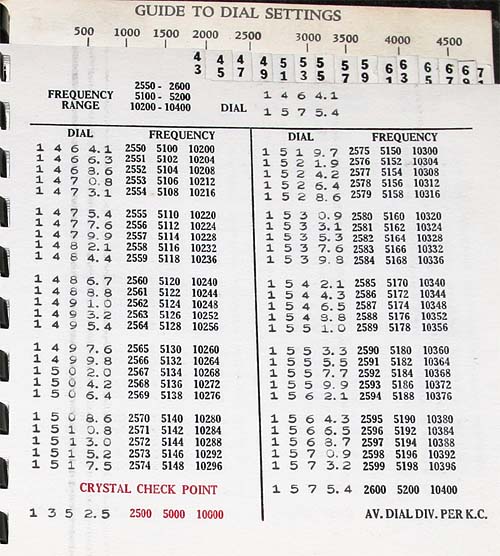 GUIDE TO DIAL SETTINGS
500 1000 1500 2000 2500 3000 3500 4000 4500
43 45 47 49 51 53 55 57 59 61 63 65 67 69 71
FREQUENCY RANGE
2550 - 2600
5100 - 5200
10200 - 10400
DIAL
1 4 6 4.1
1 5 7 5.4
DIAL FREQUENCY
1 4 6 4.1 2550 5100 10200
1 4 6 6.3 2551 5102 10204
1 4 6 8.6 2552 5104 10208
1 4 7 0.8 2553 5106 10212
1 4 7 3.1 2554 5108 10216
1 4 7 5.4 2555 5110 10220
1 4 7 7.6 2556 5112 10224
1 4 7 9.9 2557 5114 10228
1 4 8 2.1 2558 5116 10232
1 4 8 4.4 2559 5118 10236
1 4 8 6.7 2560 5120 10240
1 4 8 8.8 2561 5122 10244
1 4 9 1.0 2562 5124 10248
1 4 9 3.2 2563 5126 10252
1 4 9 5.4 2564 5128 10256
1 4 9 7.6 2565 5130 10260
1 4 9 9.8 2566 5132 10264
1 5 0 2.0 2567 5134 10268
1 5 0 4.2 2568 5136 10272
1 5 0 6.4 2569 5138 10276
1 5 0 8.6 2570 5140 10280
1 5 1 0.8 2571 5142 10284
1 5 1 3.0 2572 5144 10288
1 5 1 5.2 2573 5146 10292
1 5 1 7.5 2574 5148 10296
CRYSTAL CHECK POINT
1 3 5 2.5 2500 5000 10000
DIAL FREQUENCY
1 5 1 9.7 2575 5150 10300
1 5 2 1.9 2576 5152 10304
1 5 2 4.2 2577 5154 10308
1 5 2 6.4 2578 5156 10312
1 5 2 8.6 2579 5158 10316
1 5 3 0.9 2580 5160 10320
1 5 3 3.1 2581 5162 10324
1 5 3 5.3 2582 5164 10328
1 5 3 7.6 2583 5166 10332
1 5 3 9.8 2584 5168 10336
1 5 4 2.1 2585 5170 10340
1 5 4 4.3 2586 5172 10344
1 5 4 6.5 2587 5174 10348
1 5 4 8.8 2588 5176 10352
1 5 5 1.0 2589 5178 10356
1 5 5 3.3 2590 5180 10360
1 5 5 5.5 2591 5182 10364
1 5 5 7.7 2592 5184 10368
1 5 5 9.9 2593 5186 10372
1 5 6 2.1 2594 5188 10376
1 5 6 4.3 2595 5190 10380
1 5 6 6.5 2596 5192 10384
1 5 6 8.7 2597 5194 10388
1 5 7 0.9 2598 5196 10392
1 5 7 3.2 2599 5198 10396
1 5 7 5.4 2600 5200 10400
AV. DIAL DIV. PER K.C.